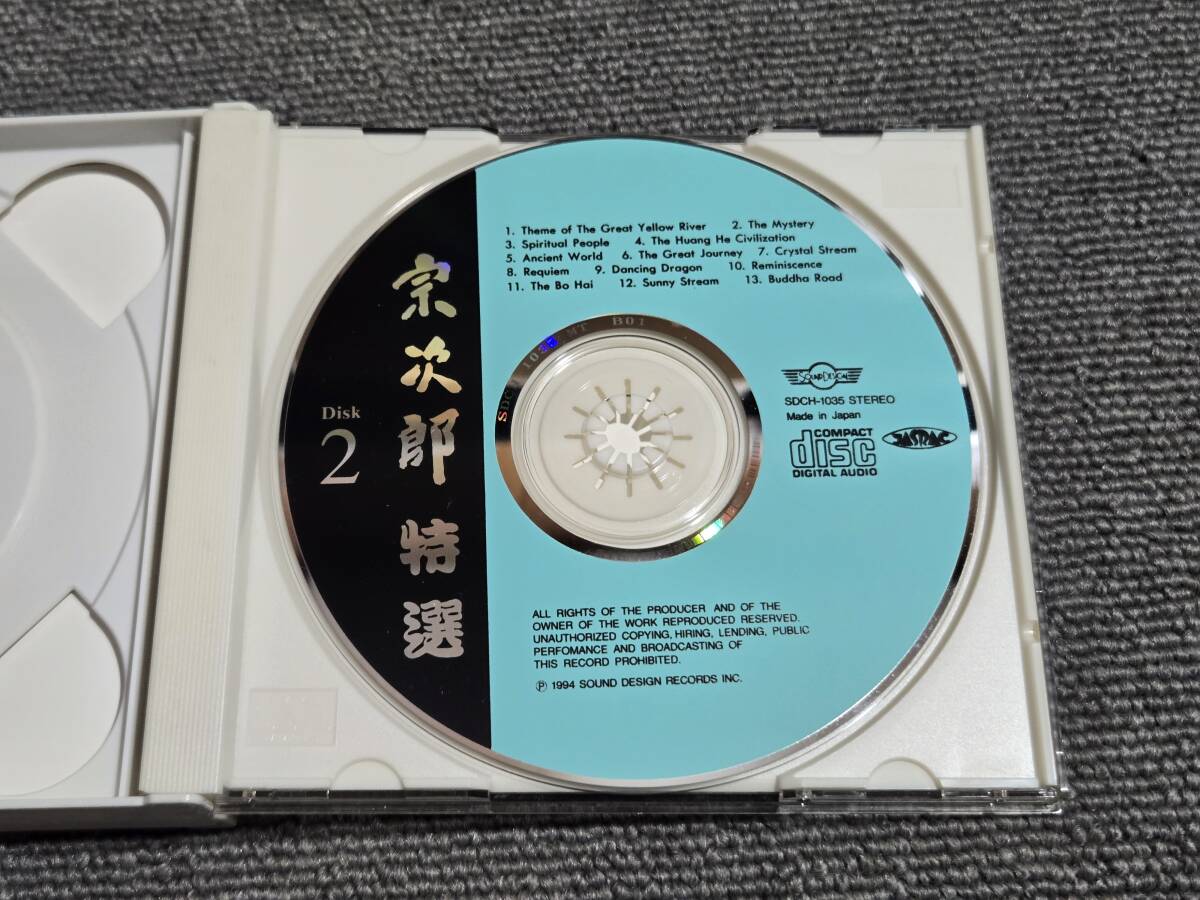 1. Theme of The Great Yellow River 2. The Mystery
3. Spiritual People 4. The Huang He Civilization
5. Ancient World 6. The Great Journey 7. Crystal Stream
8. Requiem 9. Dancing Dragon 10. Reminiscence
11. The Bo Hai 12. Sunny Stream 13. Buddha Road
宗次郎 特選
Disk
2
MT B01
SOUND DESIGN
SDCH-1035 STEREO
Made in Japan
COMPACT
disc
DIGITAL AUDIO
JASRAC
ALL RIGHTS OF THE PRODUCER AND OF THE
OWNER OF THE WORK REPRODUCED RESERVED.
UNAUTHORIZED COPYING, HIRING, LENDING, PUBLIC
PERFOMANCE AND BROADCASTING OF
THIS RECORD PROHIBITED.
Ⓟ 1994 SOUND DESIGN RECORDS INC.